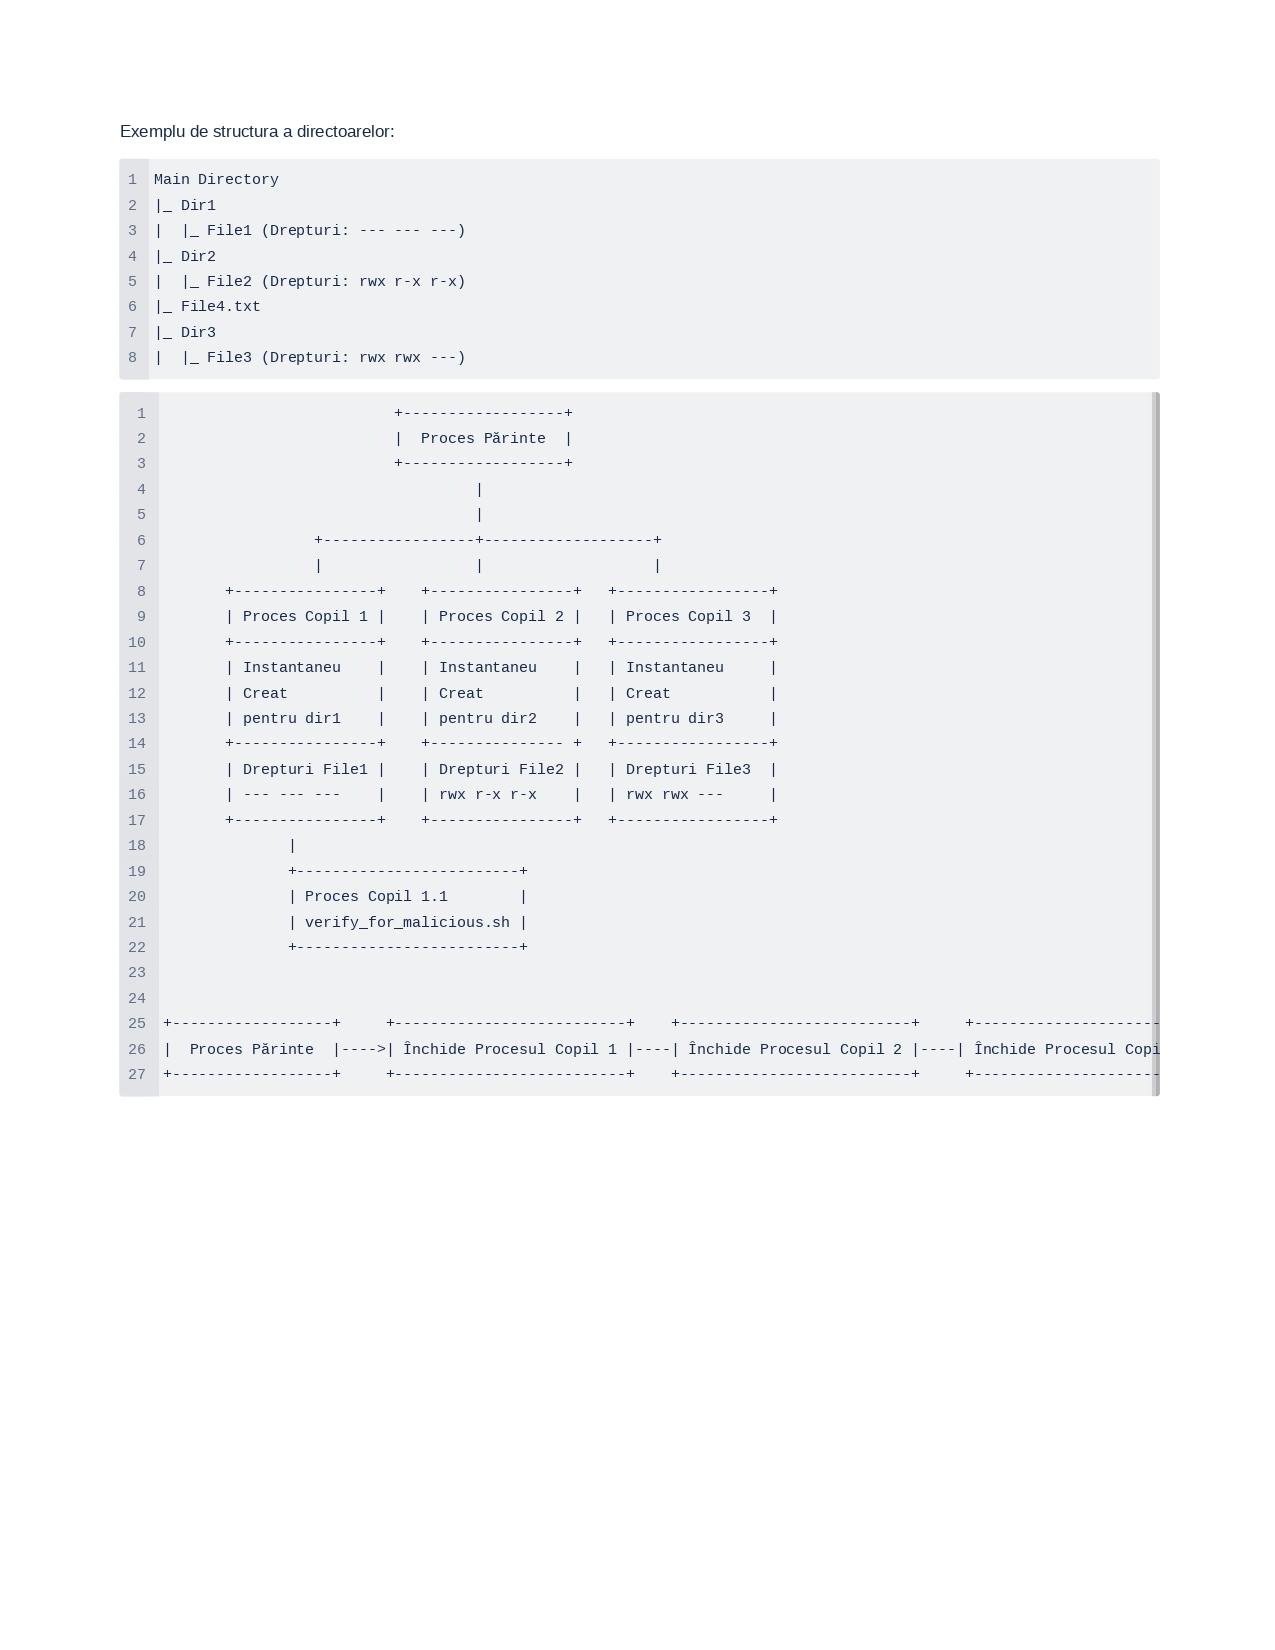 Exemplu de structura a directoarelor:
1 Main Directory
2 |_ Dir1
3 |  |_ File1 (Drepturi: --- --- ---)
4 |_ Dir2
5 |  |_ File2 (Drepturi: rwx r-x r-x)
6 |_ File4.txt
7 |_ Dir3
8 |  |_ File3 (Drepturi: rwx rwx ---)
1                           +------------------+
2                           |  Proces Părinte  |
3                           +------------------+
4                                    |
5                                    |
6                  +-----------------+-------------------+
7                  |                 |                   |
8        +----------------+    +----------------+   +-----------------+
9        | Proces Copil 1 |    | Proces Copil 2 |   | Proces Copil 3  |
10       +----------------+    +----------------+   +-----------------+
11       | Instantaneu    |    | Instantaneu    |   | Instantaneu     |
12       | Creat          |    | Creat          |   | Creat           |
13       | pentru dir1    |    | pentru dir2    |   | pentru dir3     |
14       +----------------+    +--------------- +   +-----------------+
15       | Drepturi File1 |    | Drepturi File2 |   | Drepturi File3  |
16       | --- --- ---    |    | rwx r-x r-x    |   | rwx rwx ---     |
17       +----------------+    +----------------+   +-----------------+
18              |
19              +-------------------------+
20              | Proces Copil 1.1        |
21              | verify_for_malicious.sh |
22              +-------------------------+
23
24
25 +------------------+     +--------------------------+    +--------------------------+     +---------------------
26 |  Proces Părinte  |---->| Închide Procesul Copil 1 |----| Închide Procesul Copil 2 |----| Închide Procesul Copi
27 +------------------+     +--------------------------+    +--------------------------+     +---------------------